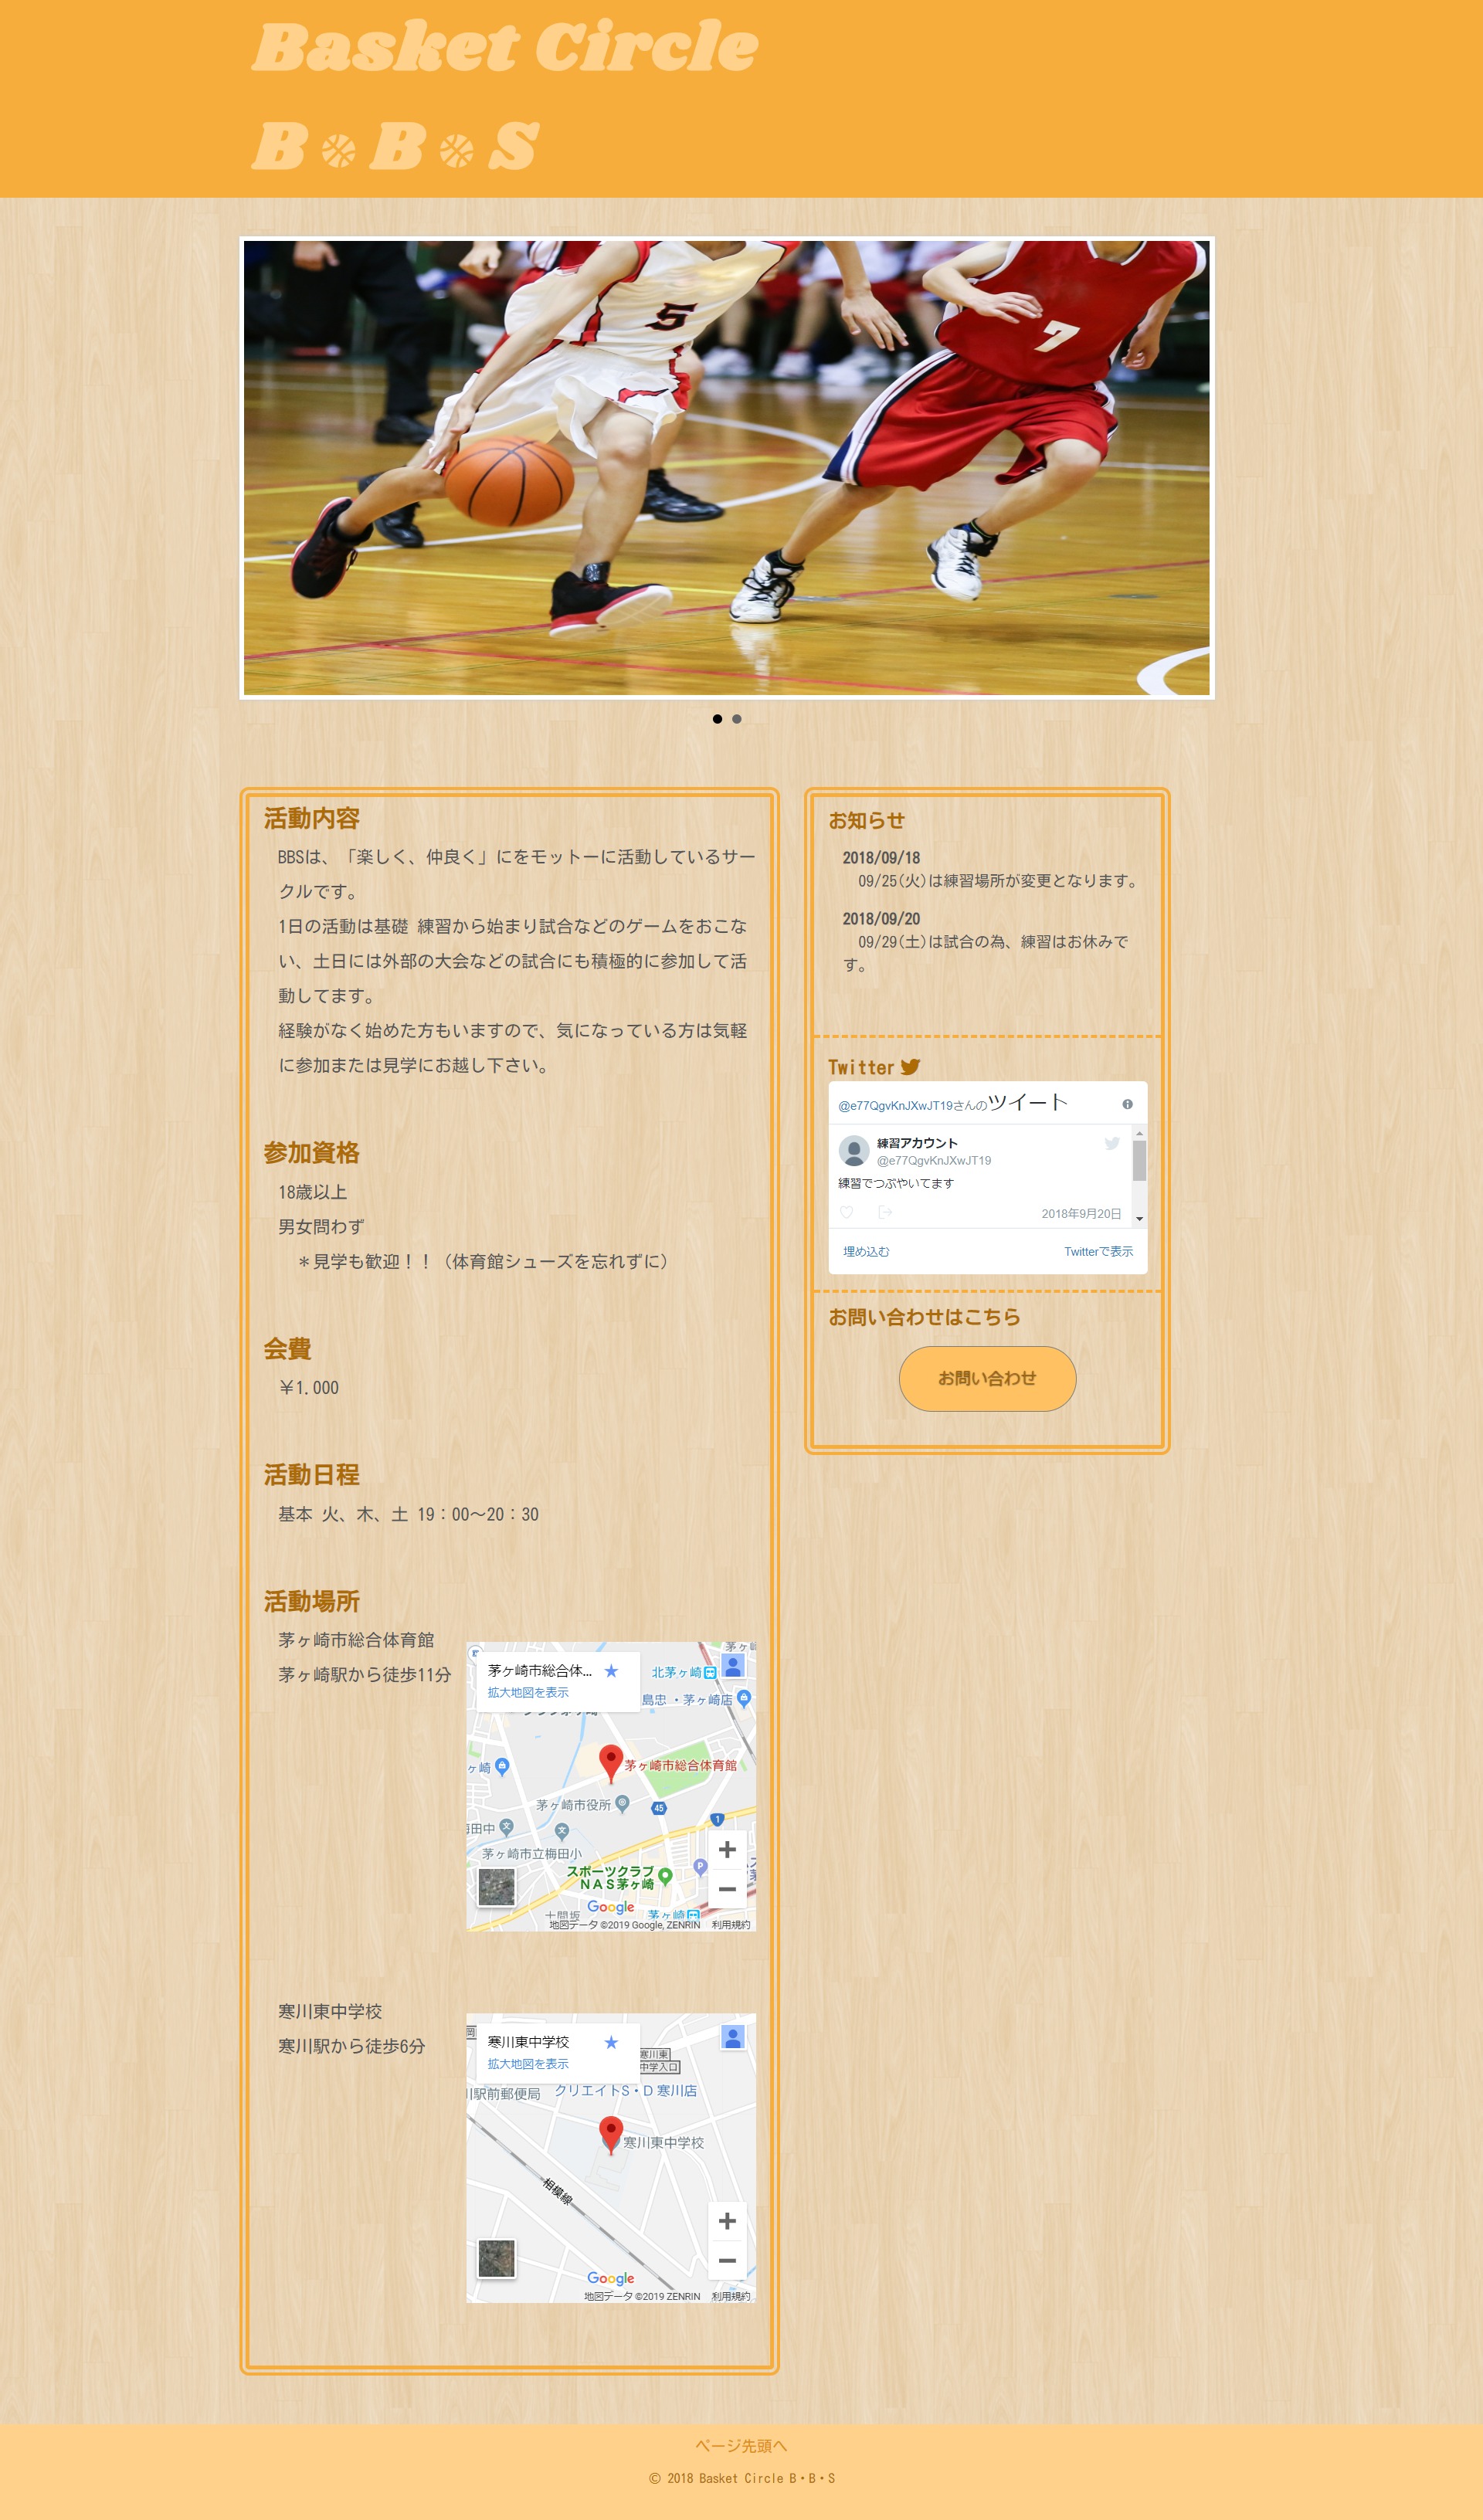 Basket Circle
B B S
5
7
活動内容
BBSは、「楽しく、仲良く」にをモットーに活動しているサー
クルです。
1日の活動は基礎 練習から始まり試合などのゲームをおこな
い、土日には外部の大会などの試合にも積極的に参加して活
動してます。
経験がなく始めた方もいますので、気になっている方は気軽
に参加または見学にお越し下さい。
参加資格
18歳以上
男女問わず
＊見学も歓迎！！（体育館シューズを忘れずに）
会費
￥1.000
活動日程
基本 火、木、土 19：00～20：30
活動場所
茅ヶ崎市総合体育館
茅ヶ崎駅から徒歩11分
茅ヶ崎市総合体...
拡大地図を表示
北茅ヶ崎
島忠・茅ヶ崎店
ヶ崎
茅ヶ崎市総合体育館
茅ヶ崎市役所
45
1
田中
茅ヶ崎市立梅田小
P
スポーツクラブ
NAS茅ヶ崎
Google
十間坂
茅ヶ崎
地図データ ©2019 Google, ZENRIN 利用規約
寒川東中学校
寒川駅から徒歩6分
寒川東中学校
拡大地図を表示
寒川東
中学入口
川駅前郵便局
クリエイトS・D 寒川店
寒川東中学校
相模線
Google
地図データ ©2019 ZENRIN 利用規約
お知らせ
2018/09/18
09/25(火)は練習場所が変更となります。
2018/09/20
09/29(土)は試合の為、練習はお休みで
す。
Twitter
@e77QgvKnJXwJT19さんのツイート
練習アカウント
@e77QgvKnJXwJT19
練習でつぶやいてます
2018年9月20日
埋め込む
Twitterで表示
お問い合わせはこちら
お問い合わせ
ページ先頭へ
© 2018 Basket Circle B・B・S